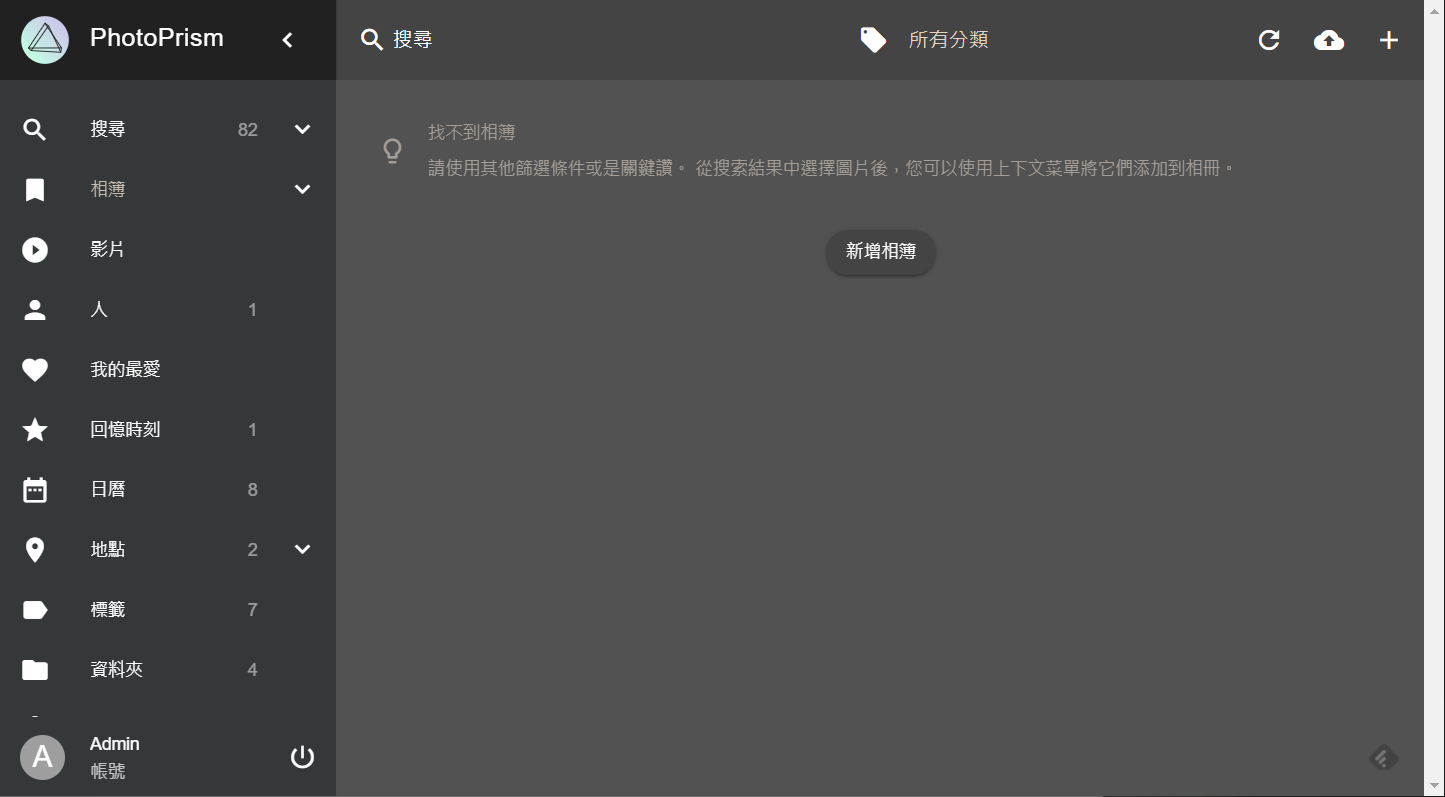 PhotoPrism
搜尋
所有分類
搜尋 82
相簿
影片
人 1
我的最愛
回憶時刻 1
日曆 8
地點 2
標籤 7
資料夾 4
Admin
帳號
A
找不到相簿
請使用其他篩選條件或是關鍵讚。 從搜索結果中選擇圖片後，您可以使用上下文菜單將它們添加到相冊。
新增相簿